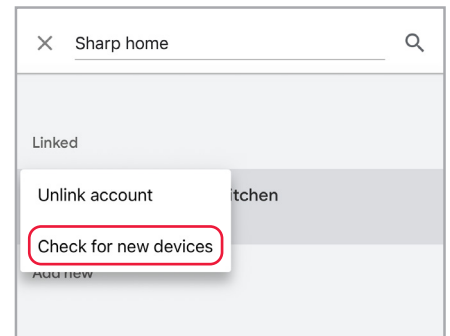 Sharp home
Linked
Unlink account
itchen
Check for new devices
Add new